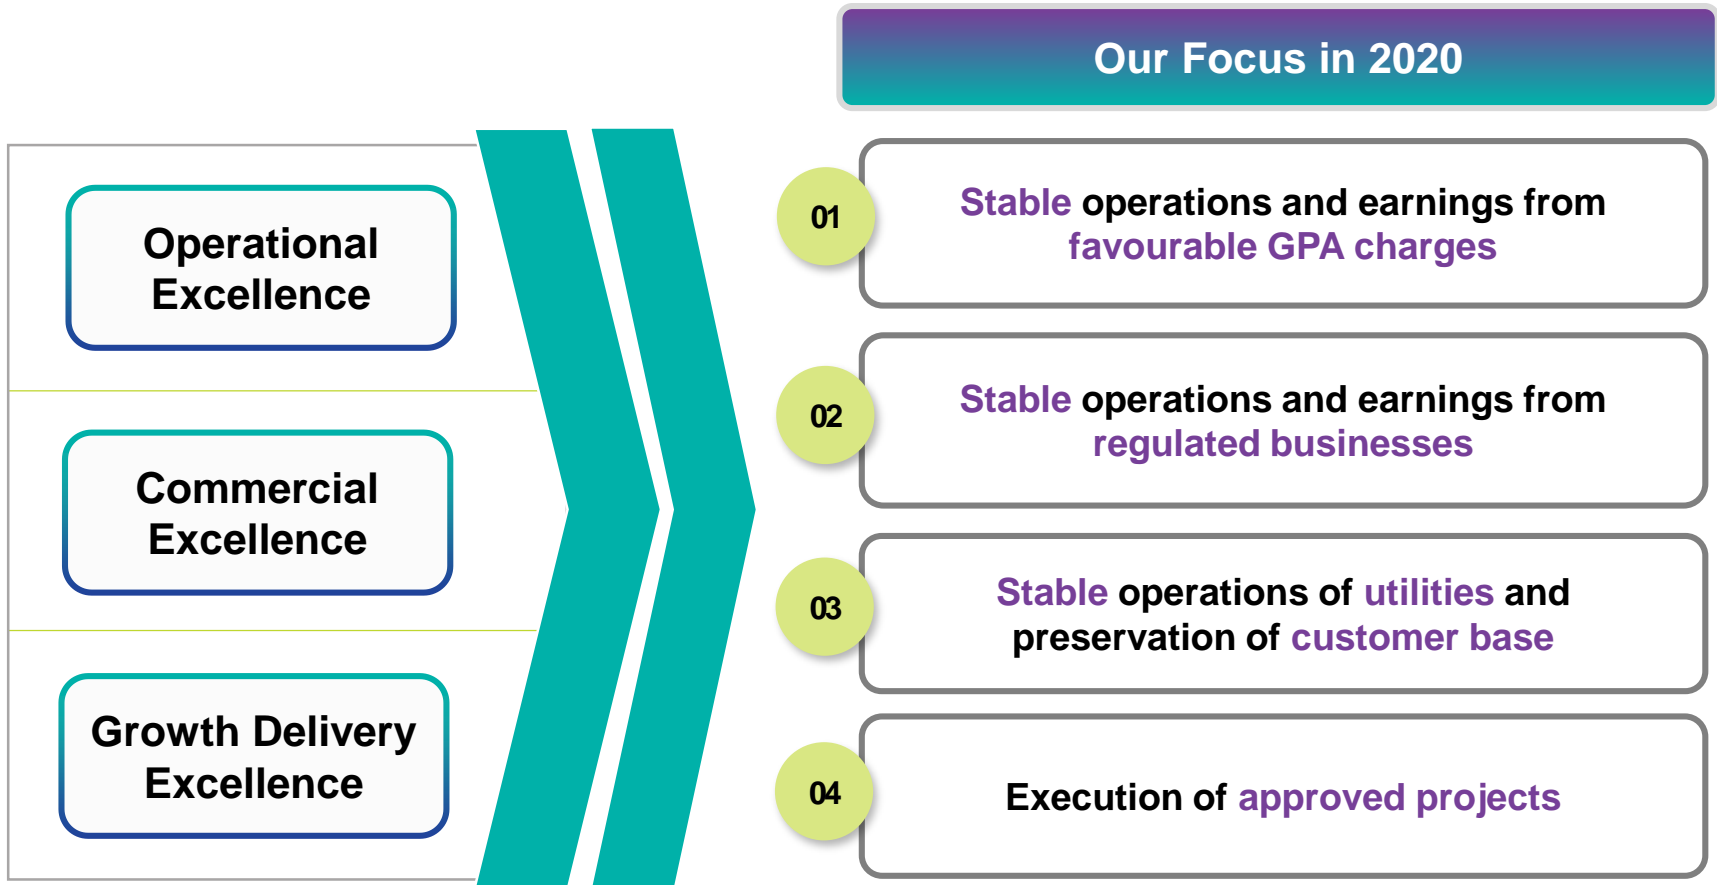 Our Focus in 2020
Operational
Excellence
Commercial
Excellence
Growth Delivery
Excellence
01
Stable operations and earnings from
favourable GPA charges
02
Stable operations and earnings from
regulated businesses
03
Stable operations of utilities and
preservation of customer base
04
Execution of approved projects